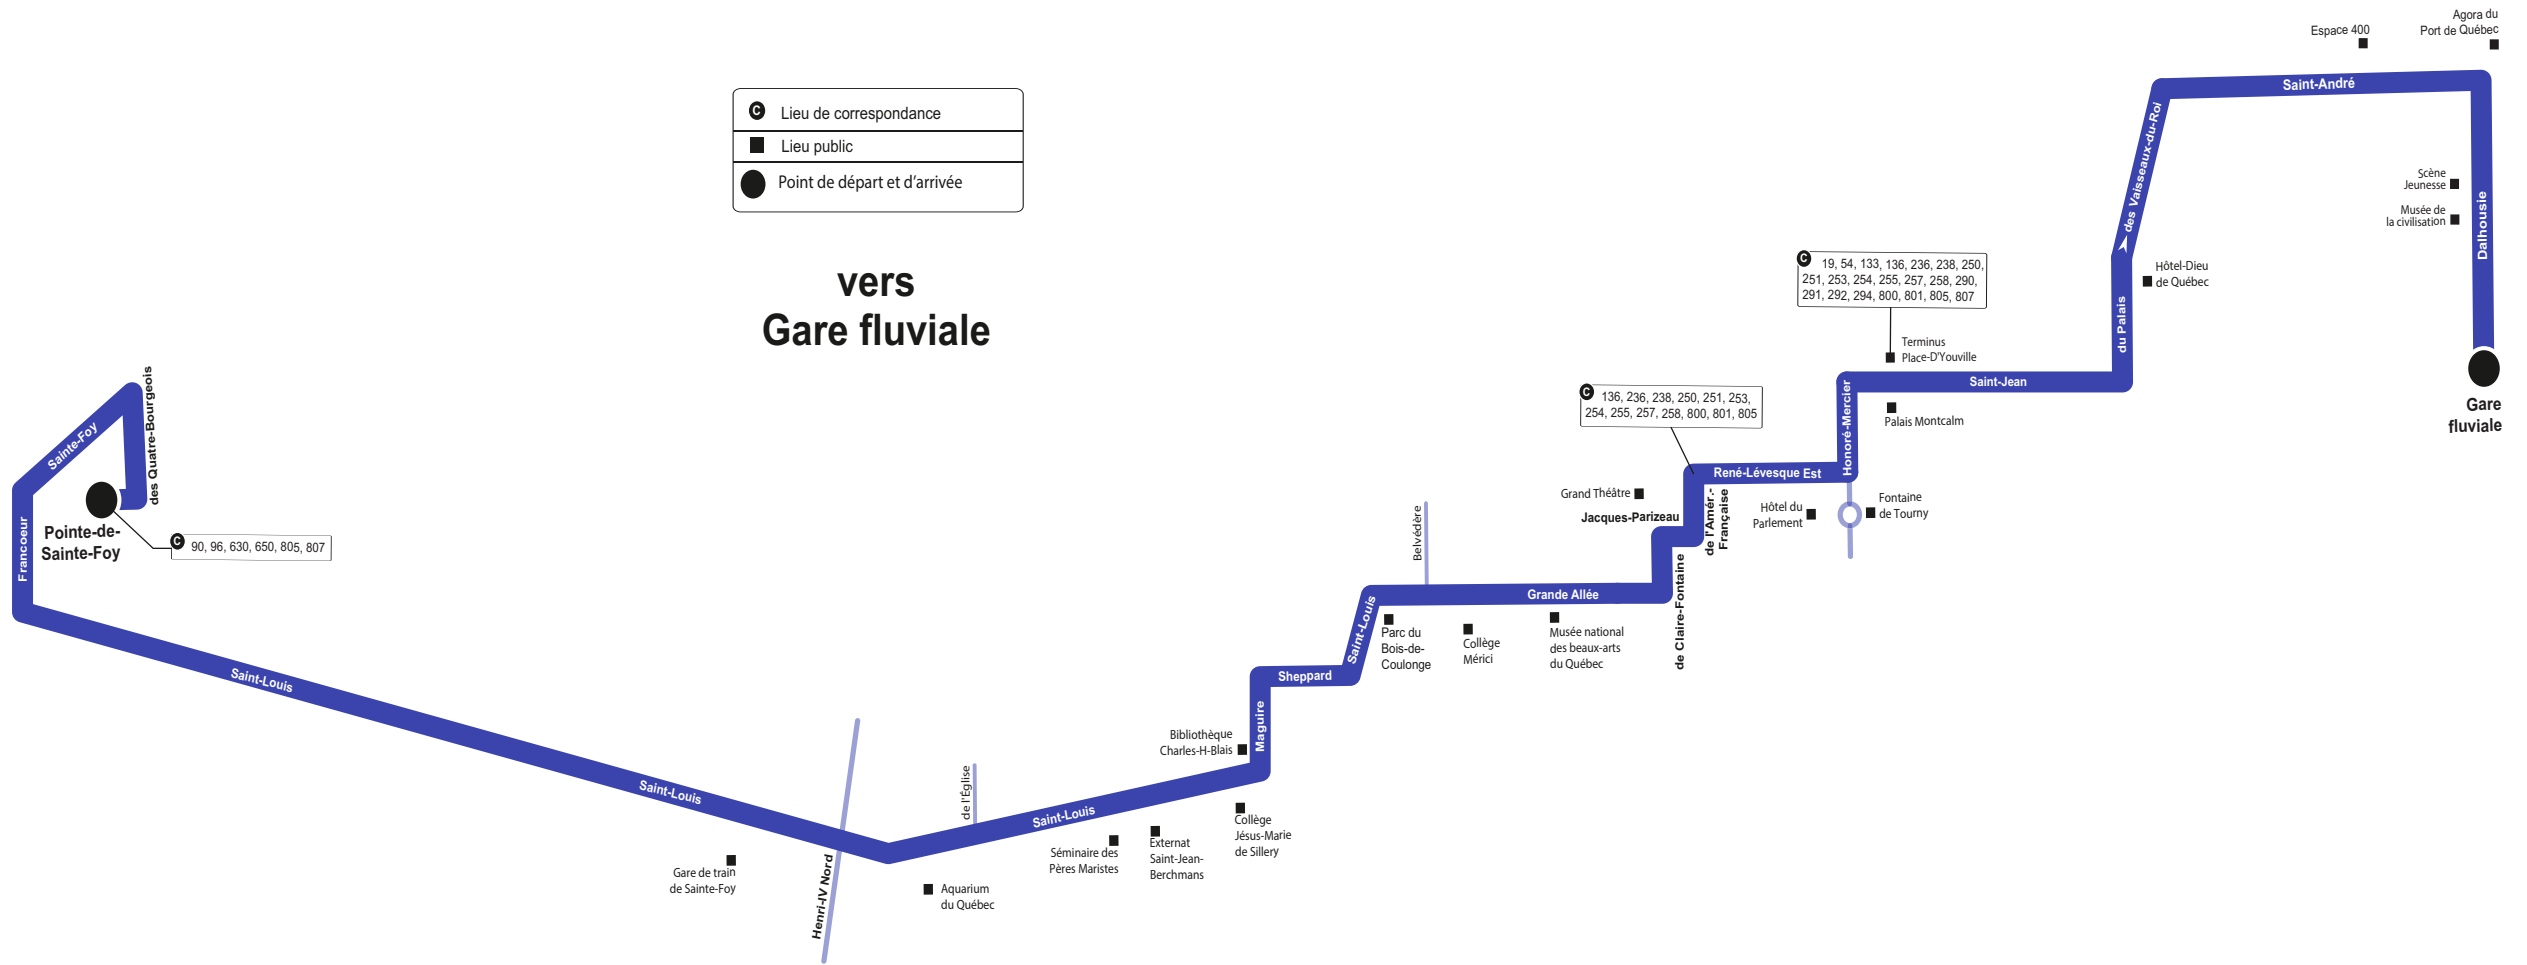 Agora du
Port de Québec
Espace 400
Saint-André
C Lieu de correspondance
Lieu public
Point de départ et d'arrivée
vers
Gare fluviale
des Vaisseaux-du-Roi
Scène
Jeunesse
Musée de
la civilisation
Dalhousie
Hôtel-Dieu
de Québec
du Palais
C 19, 54, 133, 136, 236, 238, 250,
251, 253, 254, 255, 257, 258, 290,
291, 292, 294, 800, 801, 805, 807
Terminus
Place-D'Youville
Saint-Jean
Gare
fluviale
Palais Montcalm
Honoré-Mercier
C 136, 236, 238, 250, 251, 253,
254, 255, 257, 258, 800, 801, 805
René-Lévesque Est
Grand Théâtre
Jacques-Parizeau
de l'Amér.-
Française
Hôtel du
Parlement
Fontaine
de Tourny
des Quatre-Bourgeois
Sainte-Foy
Francoeur
Pointe-de-
Sainte-Foy
C 90, 96, 630, 650, 805, 807
Belvédère
Grande Allée
de Claire-Fontaine
Saint-Louis
Parc du
Bois-de-
Coulonge
Collège
Mérici
Musée national
des beaux-arts
du Québec
Sheppard
Maguire
Saint-Louis
Bibliothèque
Charles-H-Blais
de l'Église
Saint-Louis
Saint-Louis
Collège
Jésus-Marie
de Sillery
Externat
Saint-Jean-
Berchmans
Séminaire des
Pères Maristes
Gare de train
de Sainte-Foy
Henri-IV Nord
Aquarium
du Québec